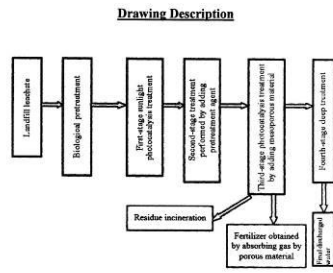 Drawing Description
Landfill leachate
Biological pretreatment
First-stage sunlight
photocatalysis treatment
Second-stage treatment
performed by adding
pretreatment agent
Third-stage photocatalysis treatment
by adding mesoporous material
Fourth-stage deep treatment
Residue incineration
Fertilizer obtained
by absorbing gas by
porous material
Final discharged
water